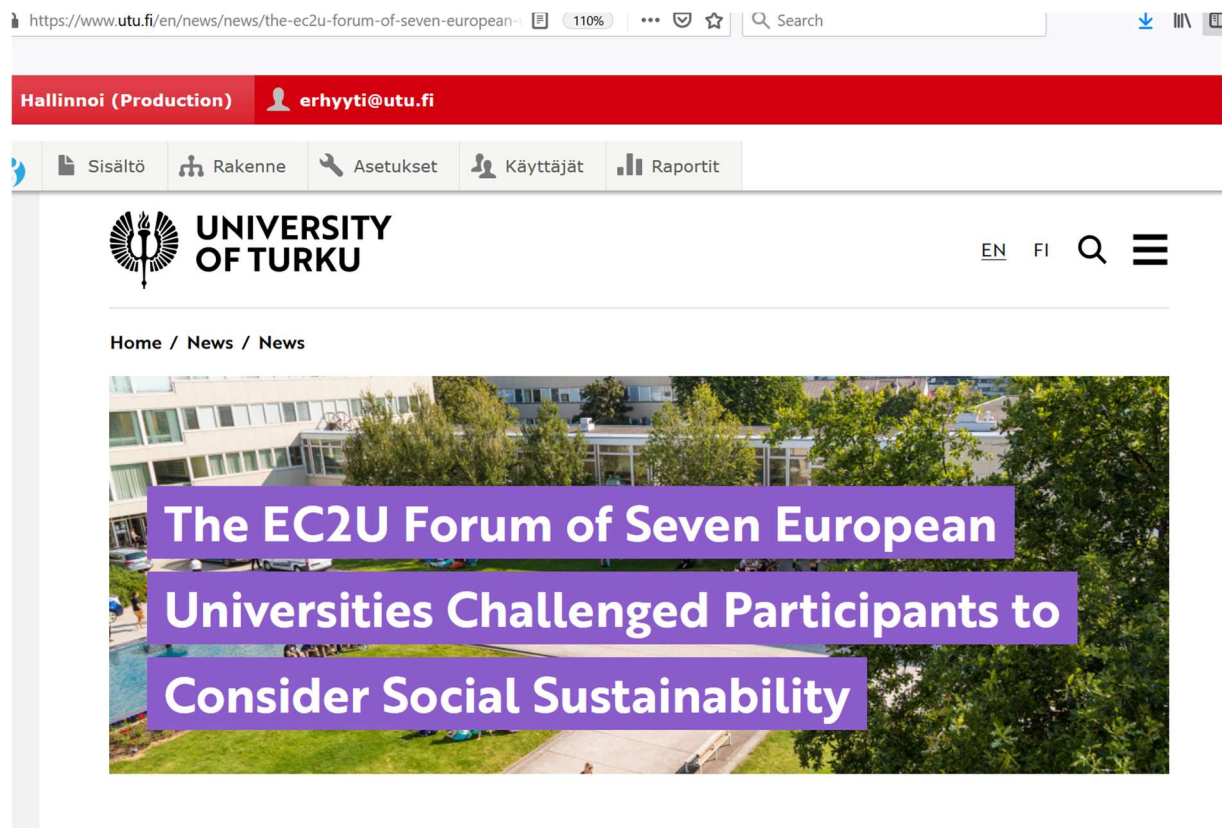 https://www.utu.fi/en/news/news/the-ec2u-forum-of-seven-european-
110%
Search
Hallinnoi (Production)
erhyyti@utu.fi
Sisältö
Rakenne
Asetukset
Käyttäjät
Raportit
UNIVERSITY
OF TURKU
EN FI
Home / News / News
The EC2U Forum of Seven European
Universities Challenged Participants to
Consider Social Sustainability